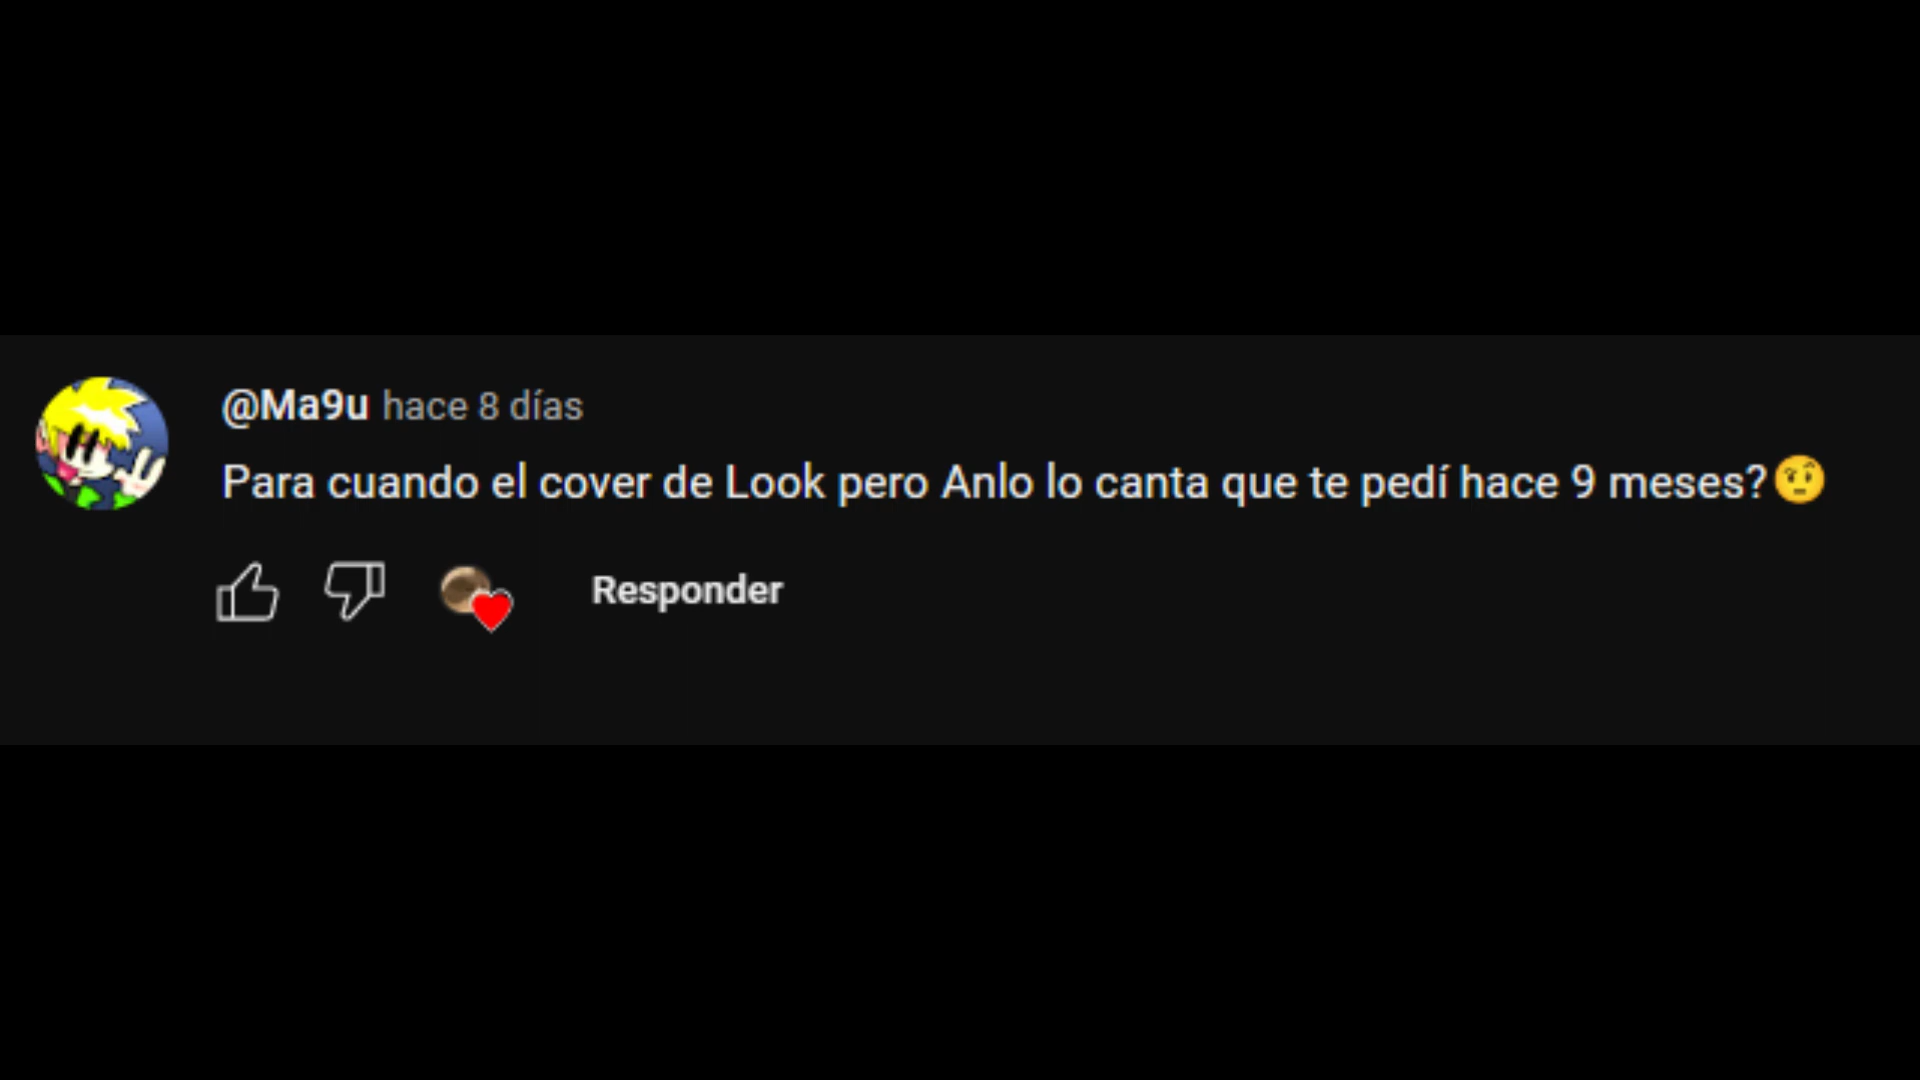 @Ma9u hace 8 días
Para cuando el cover de Look pero Anlo lo canta que te pedí hace 9 meses?🤨
Responder